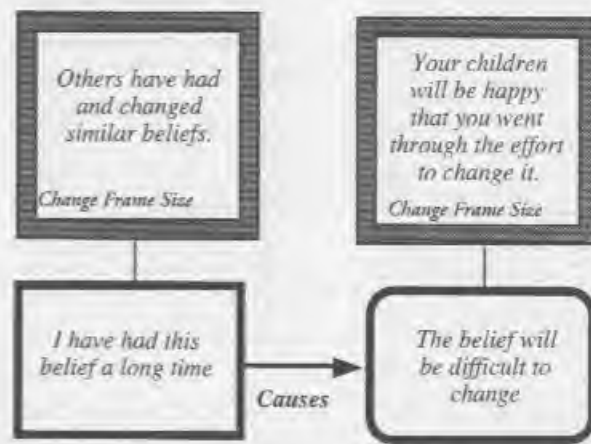 Others have had
and changed
similar beliefs.
Change Frame Size
Your children
will be happy
that you went
through the effort
to change it.
Change Frame Size
I have had this
belief a long time
Causes
The belief will
be difficult to
change